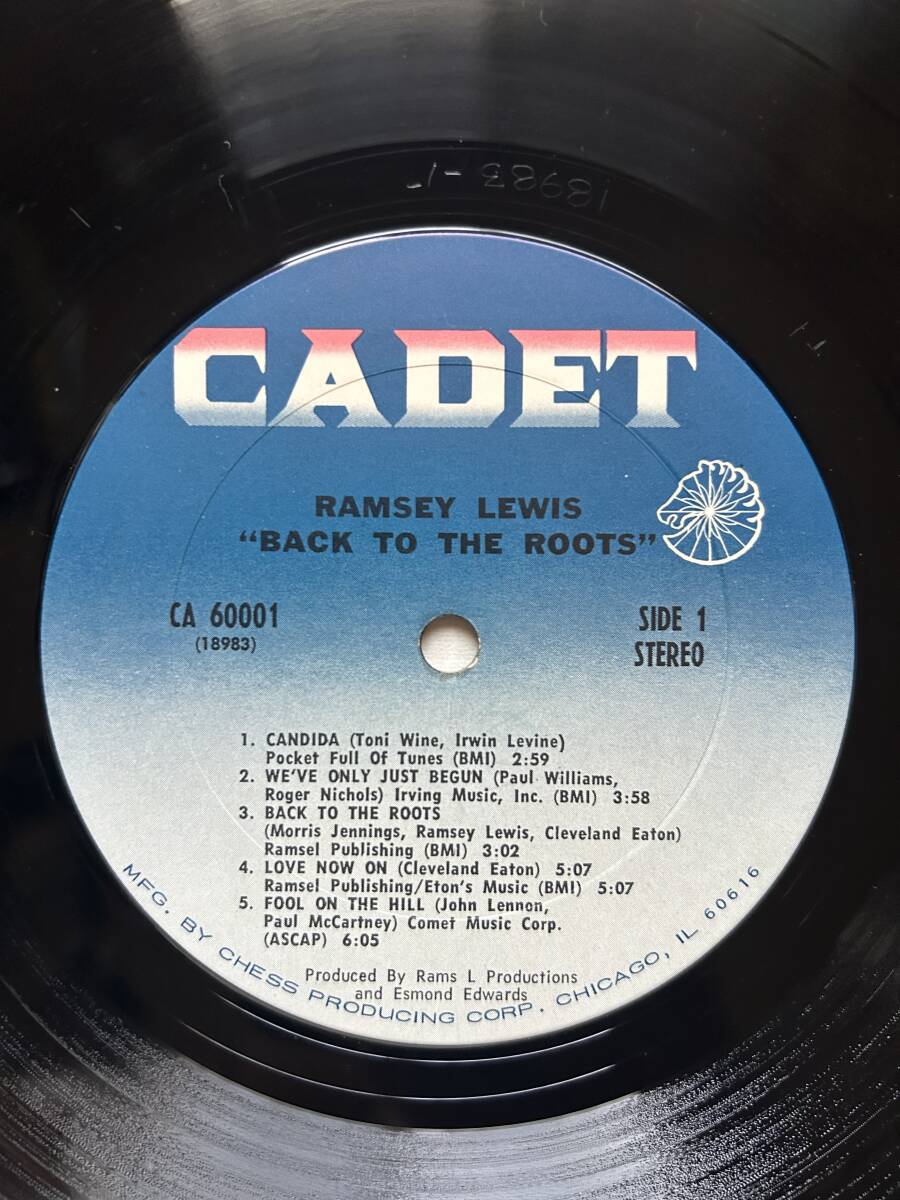 18983 -1
CADET
RAMSEY LEWIS
“BACK TO THE ROOTS”
CA 60001
(18983)
SIDE 1
STEREO
1. CANDIDA (Toni Wine, Irwin Levine)
Pocket Full Of Tunes (BMI) 2:59
2. WE'VE ONLY JUST BEGUN (Paul Williams,
Roger Nichols) Irving Music, Inc. (BMI) 3:58
3. BACK TO THE ROOTS
(Morris Jennings, Ramsey Lewis, Cleveland Eaton)
Ramsel Publishing (BMI) 3:02
4. LOVE NOW ON (Cleveland Eaton) 5:07
Ramsel Publishing/Eton's Music (BMI) 5:07
5. FOOL ON THE HILL (John Lennon,
Paul McCartney) Comet Music Corp.
(ASCAP) 6:05
Produced By Rams L Productions
and Esmond Edwards
MFG. BY CHESS PRODUCING CORP., CHICAGO, IL 60616